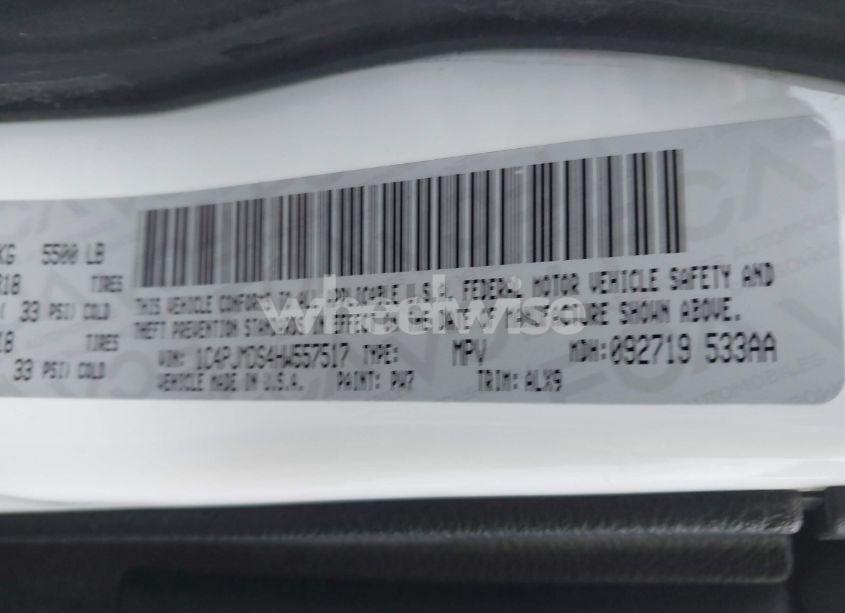 KG 5500 LB
R18 TIRES
( 33 PSI) COLD
18 TIRES
33 PSI) COLD
THIS VEHICLE CONFORMS TO ALL APPLICABLE U.S.A. FEDERAL MOTOR VEHICLE SAFETY AND
THEFT PREVENTION STANDARDS IN EFFECT ON THE DATE OF MANUFACTURE SHOWN ABOVE.
VIN: 1C4PJMDS4HW557517 TYPE: MPV MDH: 092719 533AA
VEHICLE MADE IN U.S.A. PAINT: PW7 TRIM: ALX9
wheelwise